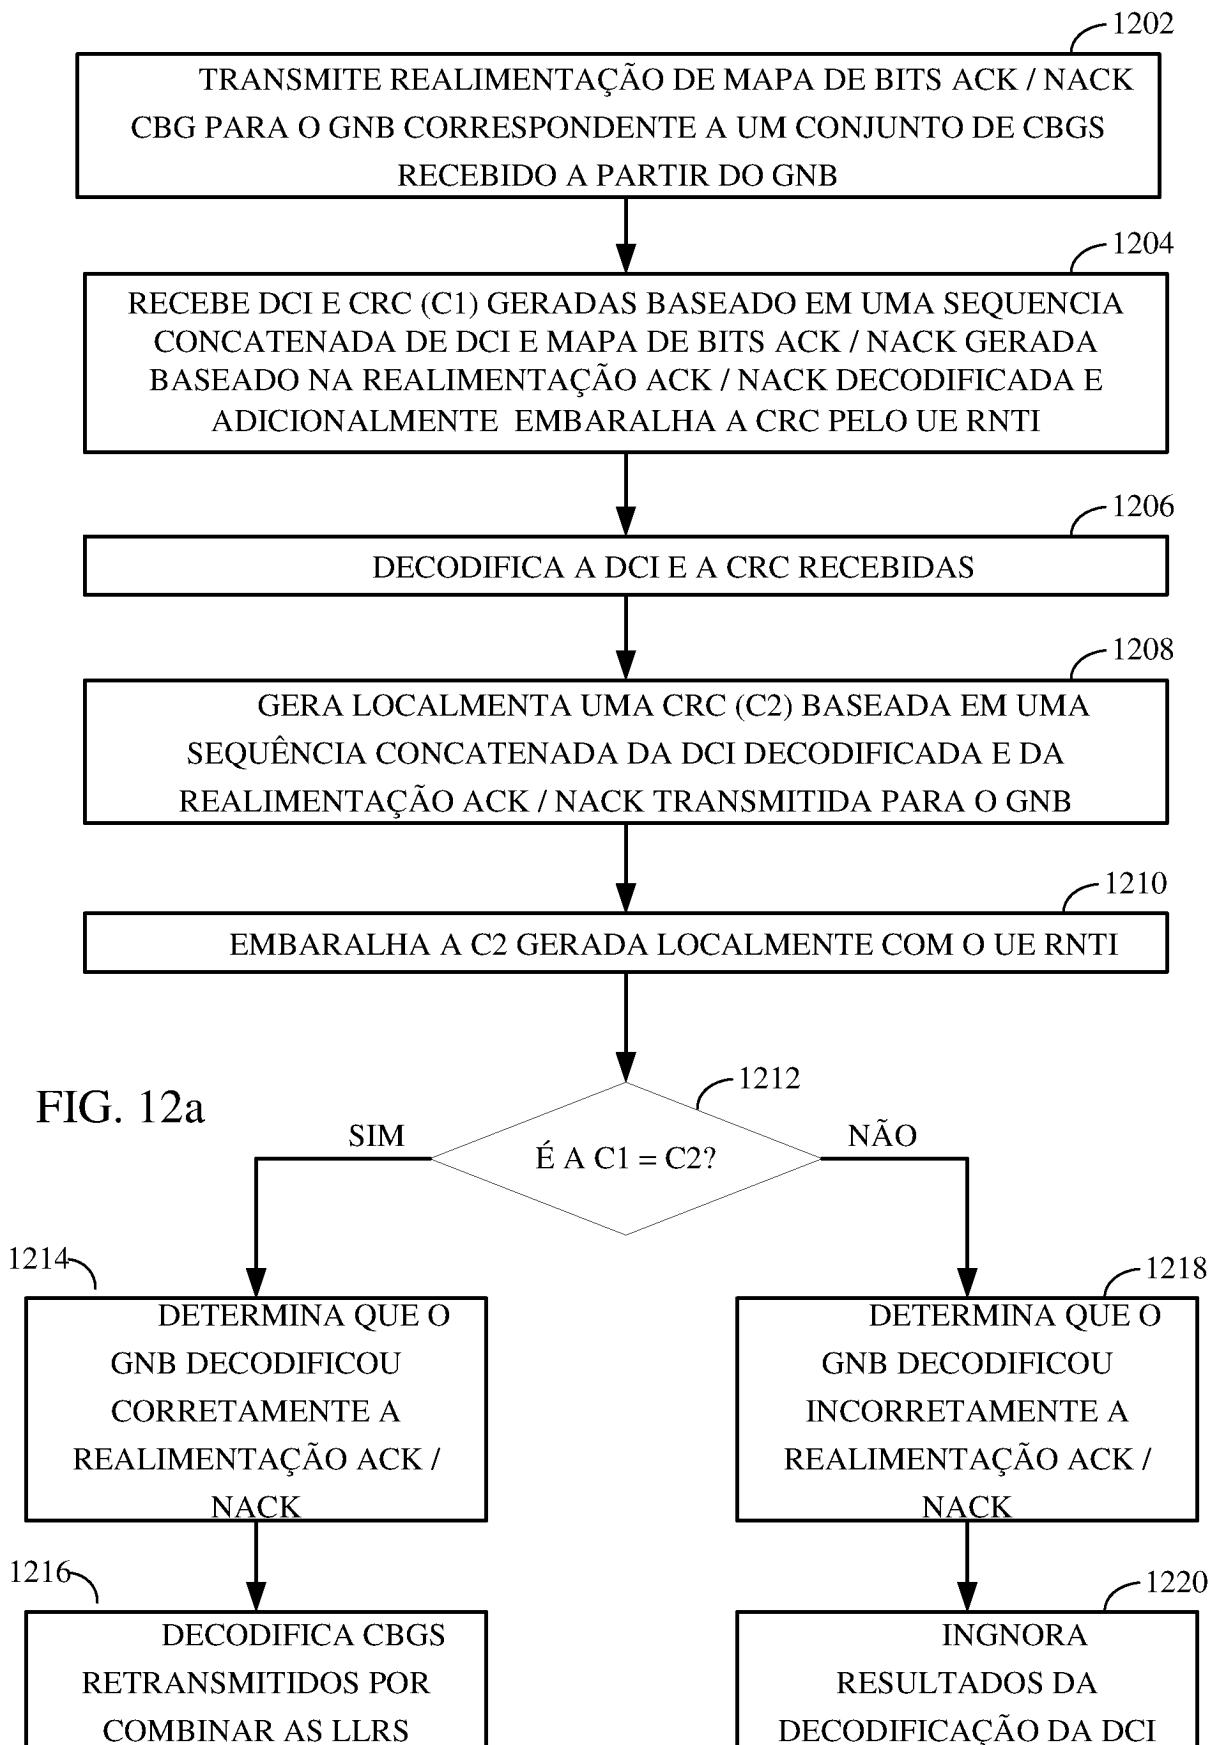 1202
TRANSMITE REALIMENTAÇÃO DE MAPA DE BITS ACK / NACK
CBG PARA O GNB CORRESPONDENTE A UM CONJUNTO DE CBGS
RECEBIDO A PARTIR DO GNB
1204
RECEBE DCI E CRC (C1) GERADAS BASEADO EM UMA SEQUENCIA
CONCATENADA DE DCI E MAPA DE BITS ACK / NACK GERADA
BASEADO NA REALIMENTAÇÃO ACK / NACK DECODIFICADA E
ADICIONALMENTE EMBARALHA A CRC PELO UE RNTI
1206
DECODIFICA A DCI E A CRC RECEBIDAS
1208
GERA LOCALMENTA UMA CRC (C2) BASEADA EM UMA
SEQUÊNCIA CONCATENADA DA DCI DECODIFICADA E DA
REALIMENTAÇÃO ACK / NACK TRANSMITIDA PARA O GNB
1210
EMBARALHA A C2 GERADA LOCALMENTE COM O UE RNTI
1212
FIG. 12a
SIM
É A C1 = C2?
NÃO
1214
DETERMINA QUE O
GNB DECODIFICOU
CORRETAMENTE A
REALIMENTAÇÃO ACK /
NACK
1218
DETERMINA QUE O
GNB DECODIFICOU
INCORRETAMENTE A
REALIMENTAÇÃO ACK /
NACK
1216
DECODIFICA CBGS
RETRANSMITIDOS POR
COMBINAR AS LLRS
1220
INGNORA
RESULTADOS DA
DECODIFICAÇÃO DA DCI